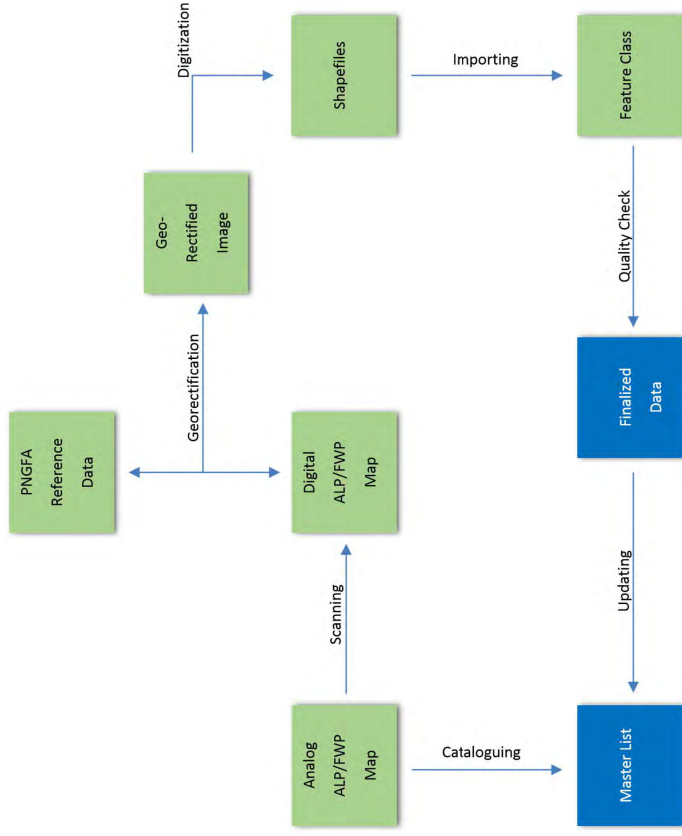 PNGFA
Reference
Data
Georectification
Geo-
Rectified
Image
Digitization
Analog
ALP/FWP
Map
Scanning
Digital
ALP/FWP
Map
Shapefiles
Cataloguing
Importing
Master List
Updating
Finalized
Data
Quality Check
Feature Class